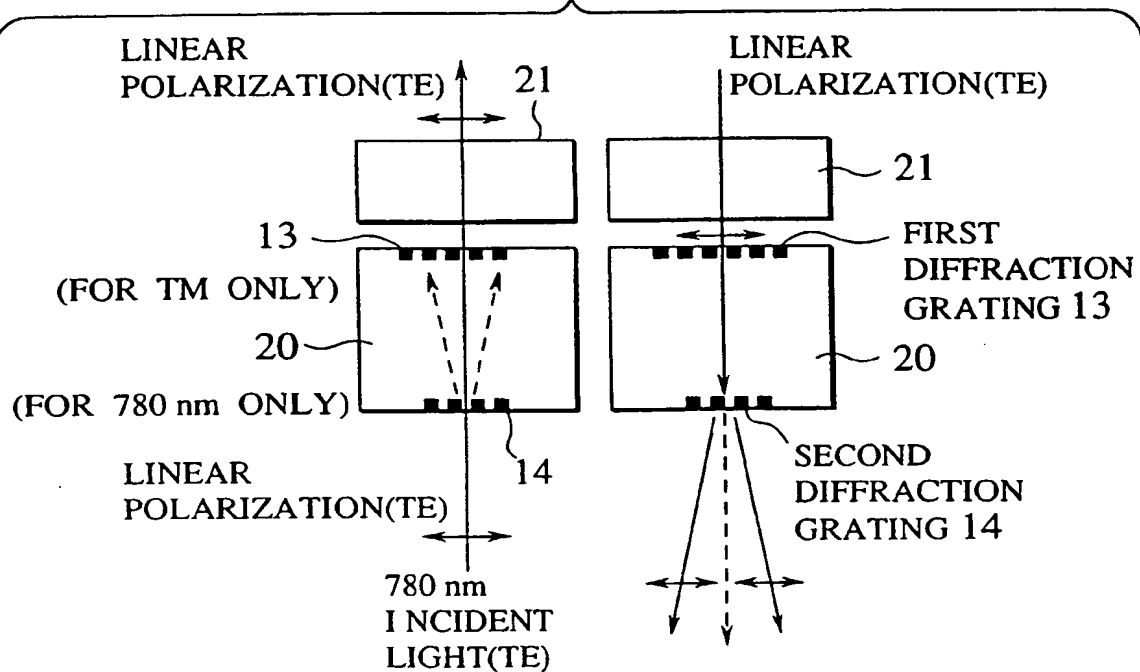 LINEAR
POLARIZATION(TE)
21
LINEAR
POLARIZATION(TE)
21
13
(FOR TM ONLY)
FIRST
DIFFRACTION
GRATING 13
20
20
(FOR 780 nm ONLY)
14
LINEAR
POLARIZATION(TE)
SECOND
DIFFRACTION
GRATING 14
780 nm
I NCIDENT
LIGHT(TE)